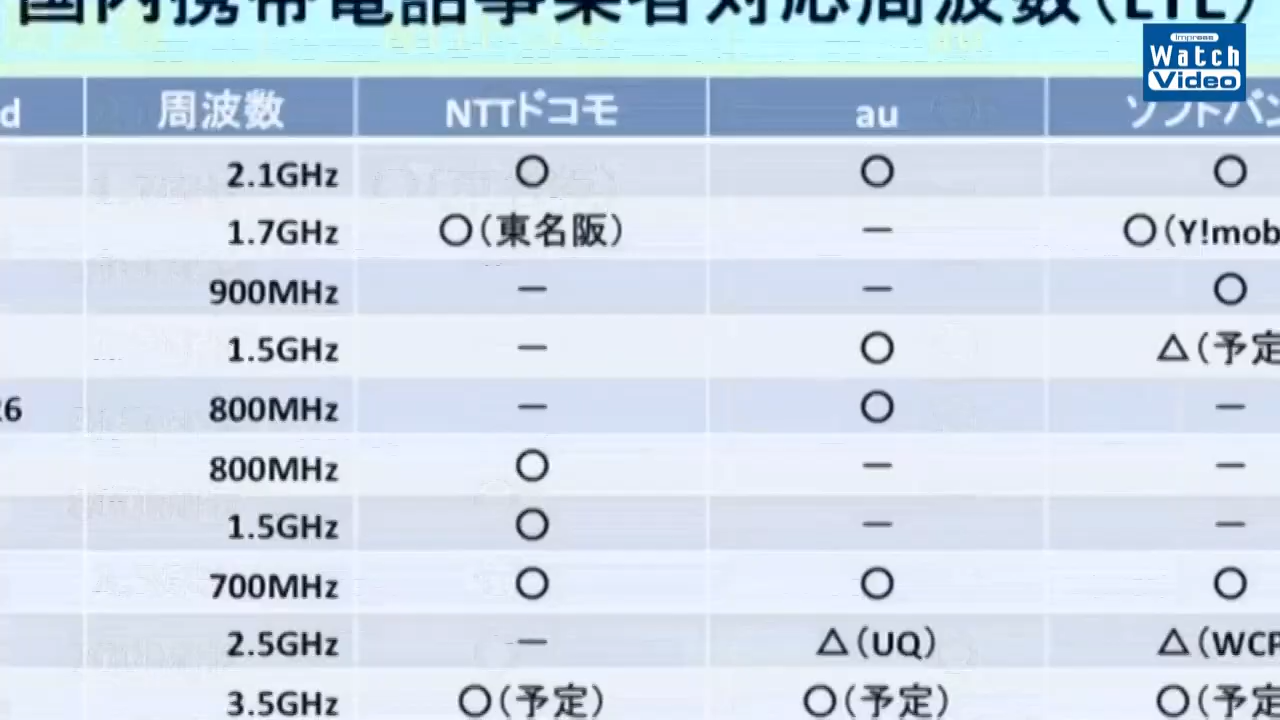 国内携帯電話事業者対応周波数(LTE)
Impress
Watch
Video
d 周波数 NTTドコモ au ソフトバン
2.1GHz ○ ○ ○
1.7GHz ○(東名阪) － ○(Y!mob
900MHz － － ○
1.5GHz － ○ △(予定
26 800MHz － ○ －
800MHz ○ － －
1.5GHz ○ － －
700MHz ○ ○ ○
2.5GHz － △(UQ) △(WCP
3.5GHz ○(予定) ○(予定) ○(予定